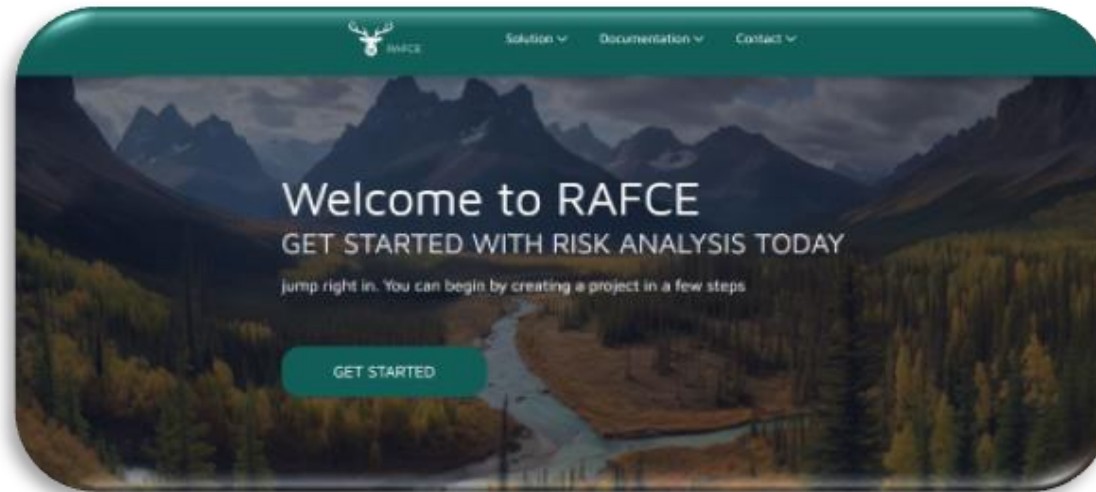 RAFCE
Solution Documentation Contact
Welcome to RAFCE
GET STARTED WITH RISK ANALYSIS TODAY
jump right in. You can begin by creating a project in a few steps
GET STARTED